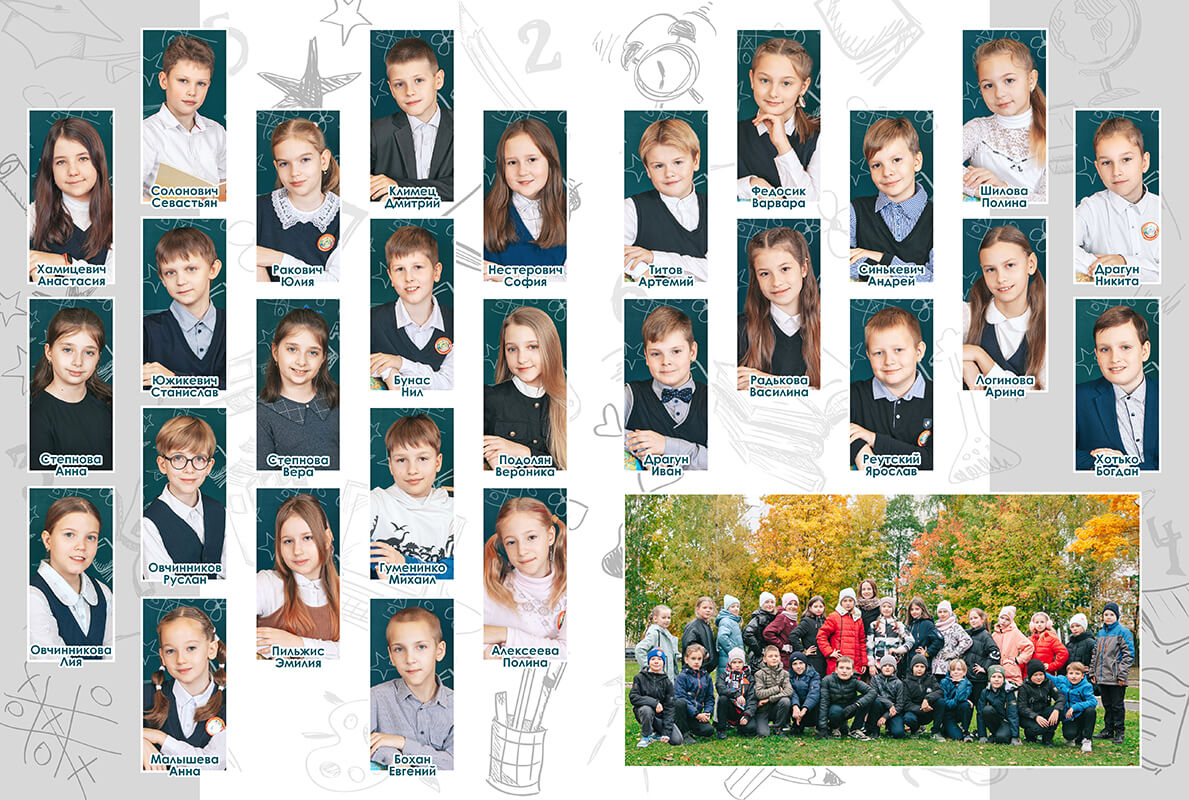 Солонович
Севастьян
Климец
Дмитрий
Федосик
Варвара
Шилова
Полина
Хамицевич
Анастасия
Ракович
Юлия
Нестерович
София
Титов
Артемий
Синькевич
Андрей
Драгун
Никита
Южикевич
Станислав
Бунас
Нил
Радькова
Василина
Логинова
Арина
Степнова
Анна
Степнова
Вера
Подолян
Вероника
Драгун
Иван
Реутский
Ярослав
Хотько
Богдан
Овчинников
Руслан
Гуменинко
Михаил
Овчинникова
Лия
Пильжис
Эмилия
Алексеева
Полина
Малышева
Анна
Бохан
Евгений
5
2
4